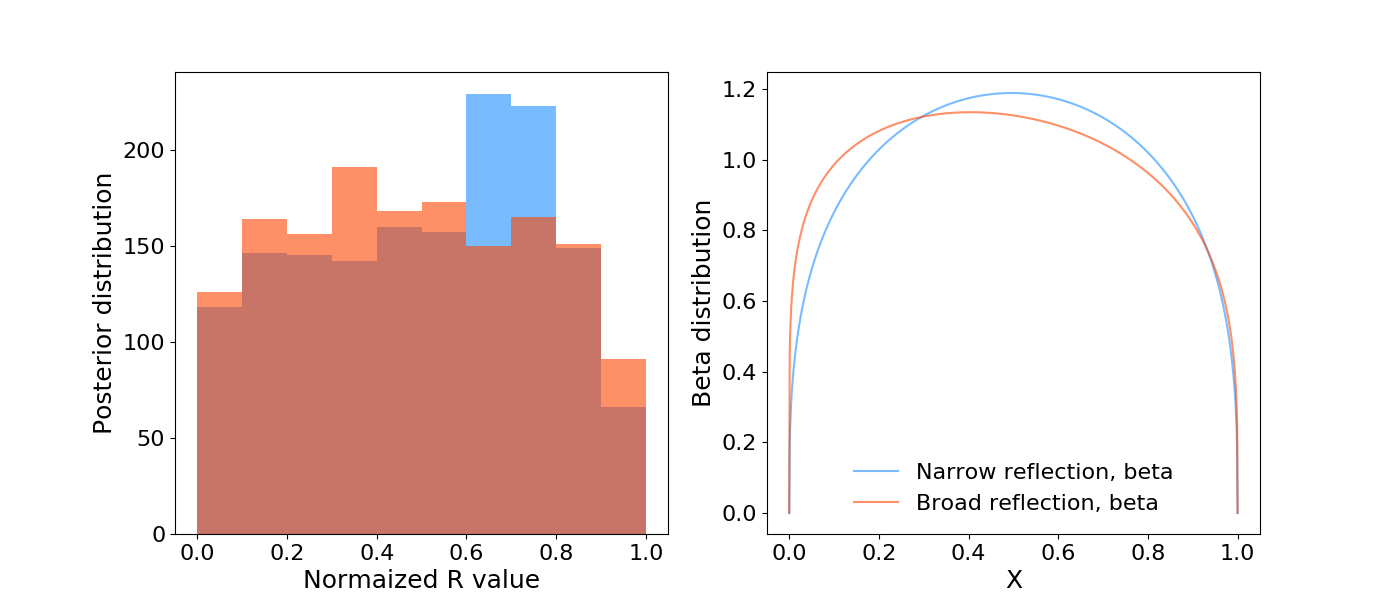 Posterior distribution
200
150
100
50
0
0.0 0.2 0.4 0.6 0.8 1.0
Normaized R value
Beta distribution
1.2
1.0
0.8
0.6
0.4
0.2
0.0
Narrow reflection, beta
Broad reflection, beta
0.0 0.2 0.4 0.6 0.8 1.0
X